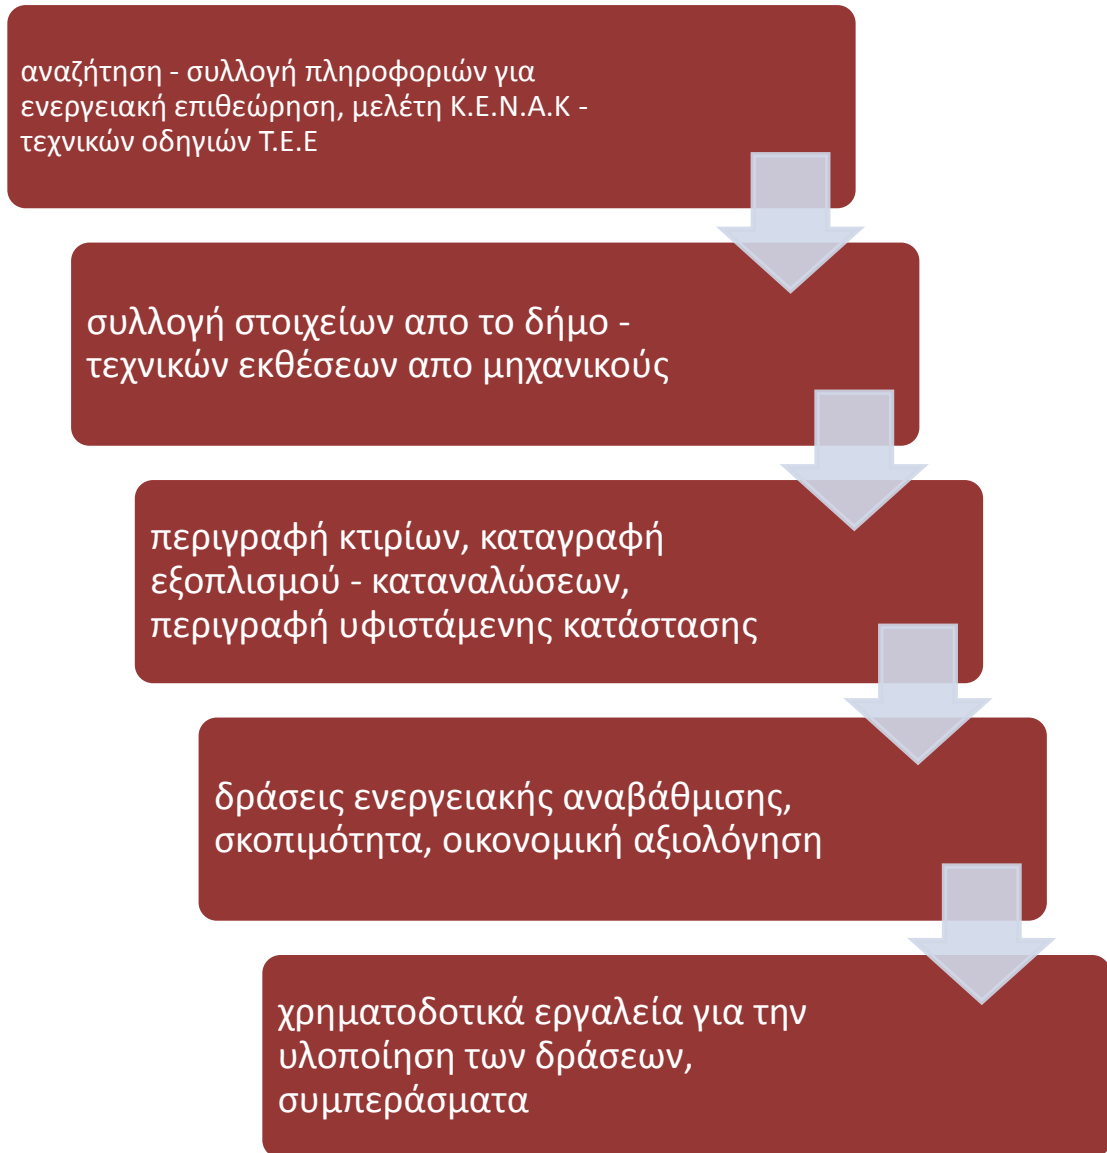 αναζήτηση - συλλογή πληροφοριών για
ενεργειακή επιθεώρηση, μελέτη Κ.Ε.Ν.Α.Κ -
τεχνικών οδηγιών Τ.Ε.Ε
συλλογή στοιχείων απο το δήμο -
τεχνικών εκθέσεων απο μηχανικούς
περιγραφή κτιρίων, καταγραφή
εξοπλισμού - καταναλώσεων,
περιγραφή υφιστάμενης κατάστασης
δράσεις ενεργειακής αναβάθμισης,
σκοπιμότητα, οικονομική αξιολόγηση
χρηματοδοτικά εργαλεία για την
υλοποίηση των δράσεων,
συμπεράσματα